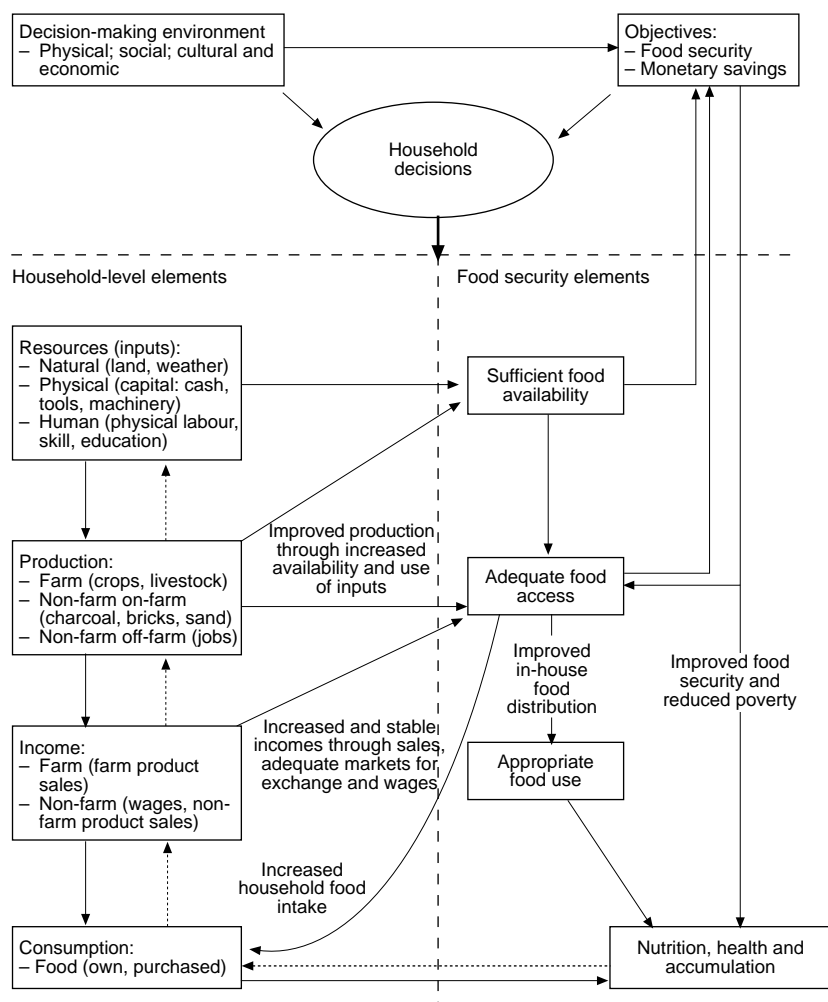 Decision-making environment
– Physical; social; cultural and
economic
Objectives:
– Food security
– Monetary savings
Household
decisions
Household-level elements
Food security elements
Resources (inputs):
– Natural (land, weather)
– Physical (capital: cash,
tools, machinery)
– Human (physical labour,
skill, education)
Sufficient food
availability
Improved production
through increased
availability and use
of inputs
Production:
– Farm (crops, livestock)
– Non-farm on-farm
(charcoal, bricks, sand)
– Non-farm off-farm (jobs)
Adequate food
access
Improved
in-house
food
distribution
Improved food
security and
reduced poverty
Increased and stable
incomes through sales,
adequate markets for
exchange and wages
Income:
– Farm (farm product
sales)
– Non-farm (wages, non-
farm product sales)
Appropriate
food use
Increased
household food
intake
Consumption:
– Food (own, purchased)
Nutrition, health and
accumulation